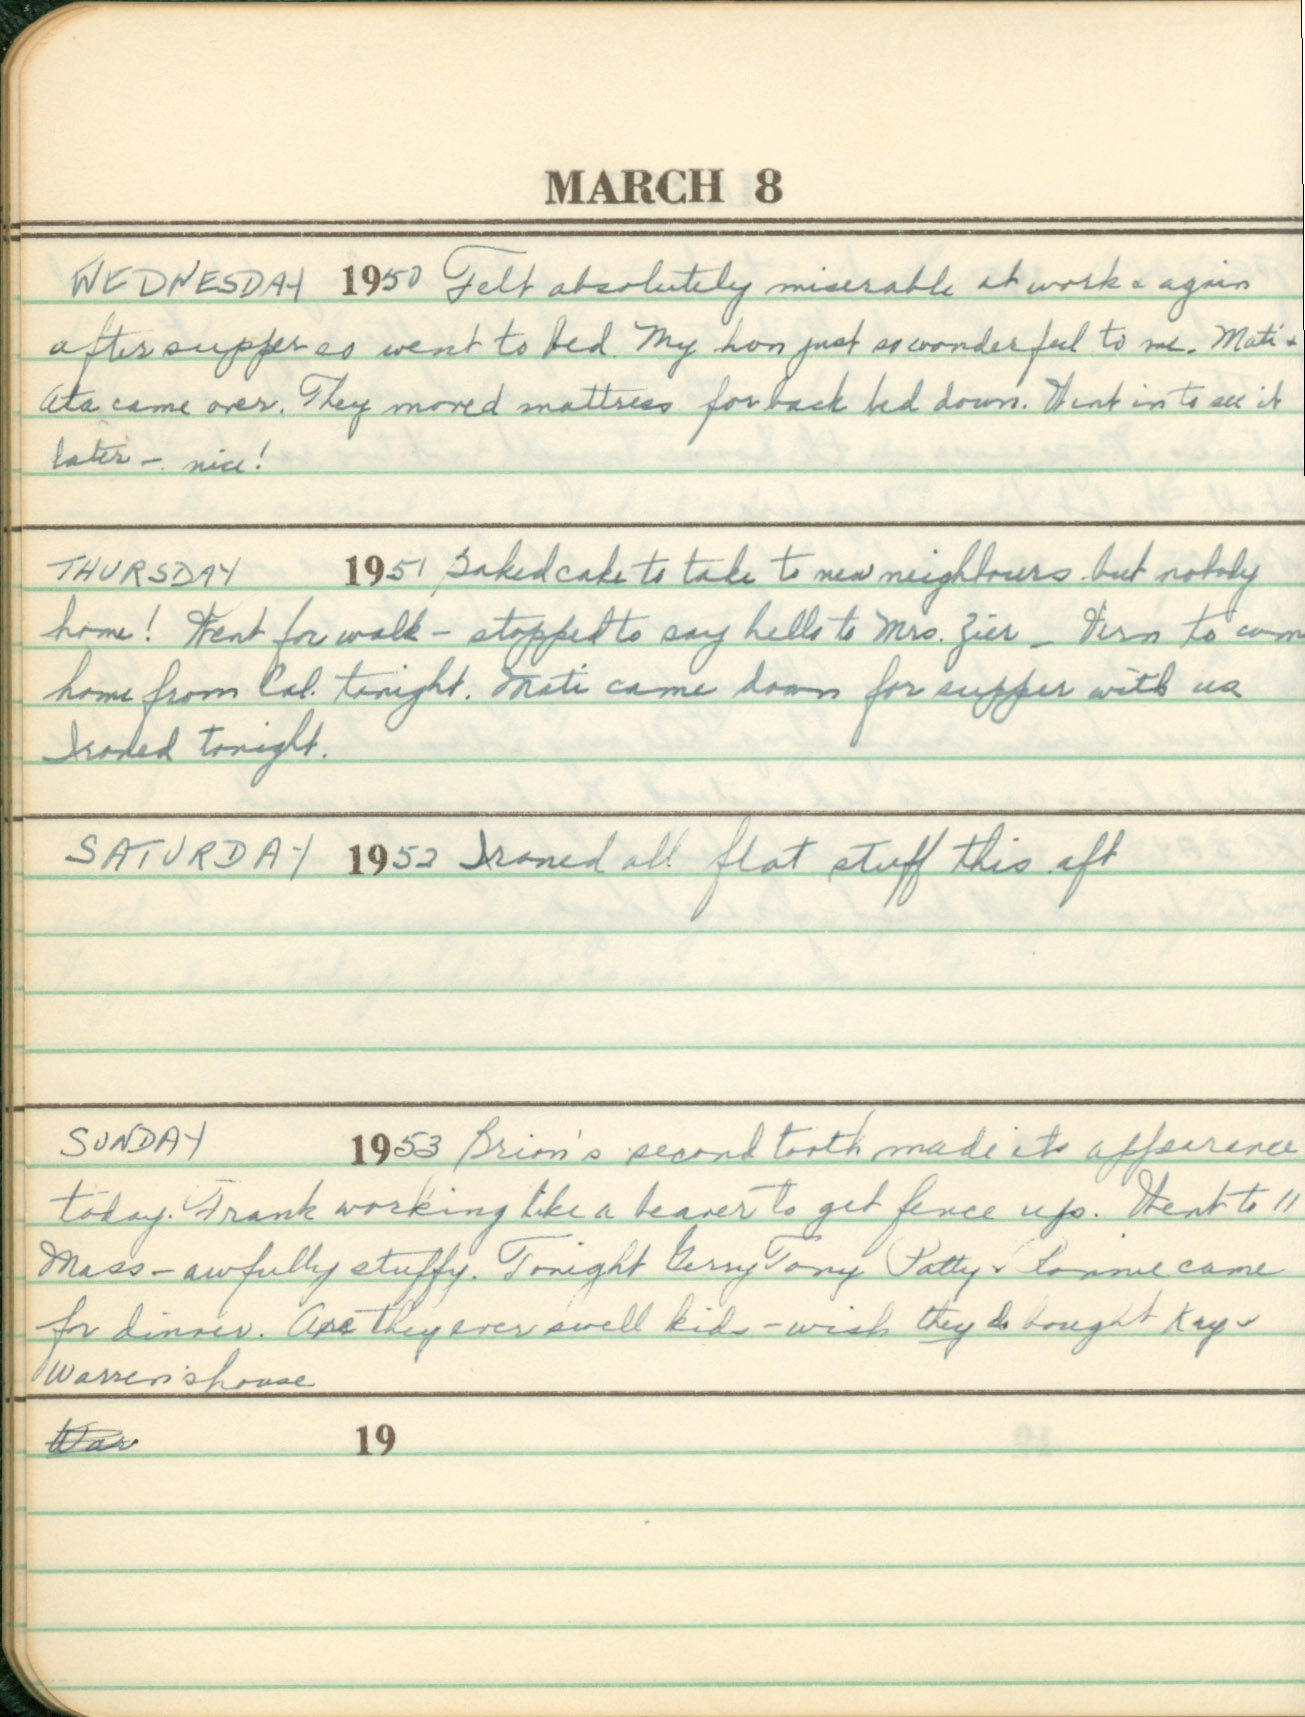 MARCH 8
WEDNESDAY 1950 Felt absolutely miserable at work & again
after supper so went to bed. My hon just so wonderful to me. Mati &
Ata came over. They moved mattress for back bed down. Went in to see it
later - nice!
THURSDAY 1951 Baked cake to take to new neighbours but nobody
home! Went for walk - stopped to say hello to Mrs. Zier - Vern to come
home from Cal. tonight. Mati came down for supper with us
Ironed tonight.
SATURDAY 1952 Ironed all flat stuff this aft
SUNDAY 1953 Brian's second tooth made its appearance
today. Frank working like a beaver to get fence up. Went to 11
Mass - awfully stuffy. Tonight Gerry Tony Patty & Lonnie came
for dinner. Are they ever swell kids - wish they'd bought Kay &
Warren's house
War 19